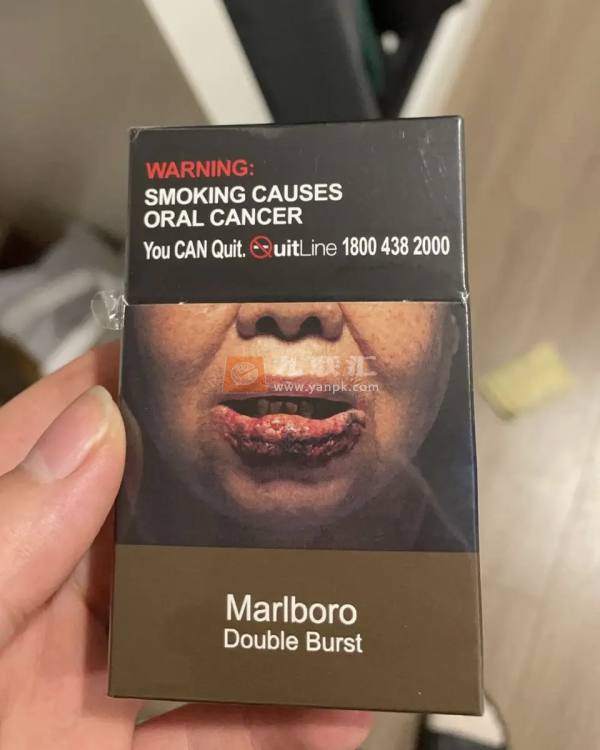 WARNING:
SMOKING CAUSES
ORAL CANCER
You CAN Quit. QuitLine 1800 438 2000
烟联汇
www.yanpk.com
Marlboro
Double Burst